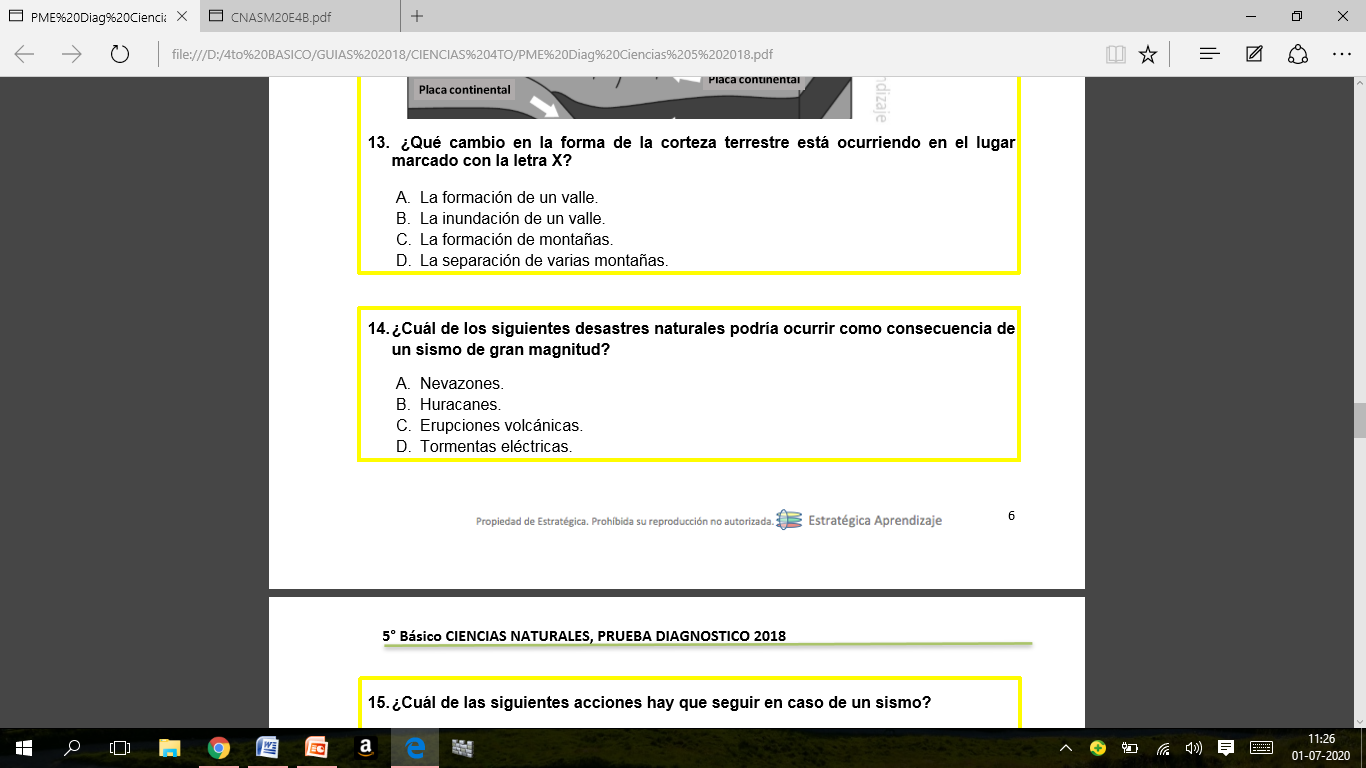 PME%20Diag%20Ciencia
CNASM20E4B.pdf
file:///D:/4to%20BASICO/GUIAS%202018/CIENCIAS%204TO/PME%20Diag%20Ciencias%205%202018.pdf
Placa continental
Placa continental
ndizaje
13. ¿Qué cambio en la forma de la corteza terrestre está ocurriendo en el lugar
marcado con la letra X?
A. La formación de un valle.
B. La inundación de un valle.
C. La formación de montañas.
D. La separación de varias montañas.
14. ¿Cuál de los siguientes desastres naturales podría ocurrir como consecuencia de
un sismo de gran magnitud?
A. Nevazones.
B. Huracanes.
C. Erupciones volcánicas.
D. Tormentas eléctricas.
Propiedad de Estratégica. Prohíbida su reproducción no autorizada. Estratégica Aprendizaje
6
5° Básico CIENCIAS NATURALES, PRUEBA DIAGNOSTICO 2018
15. ¿Cuál de las siguientes acciones hay que seguir en caso de un sismo?
11:26
01-07-2020